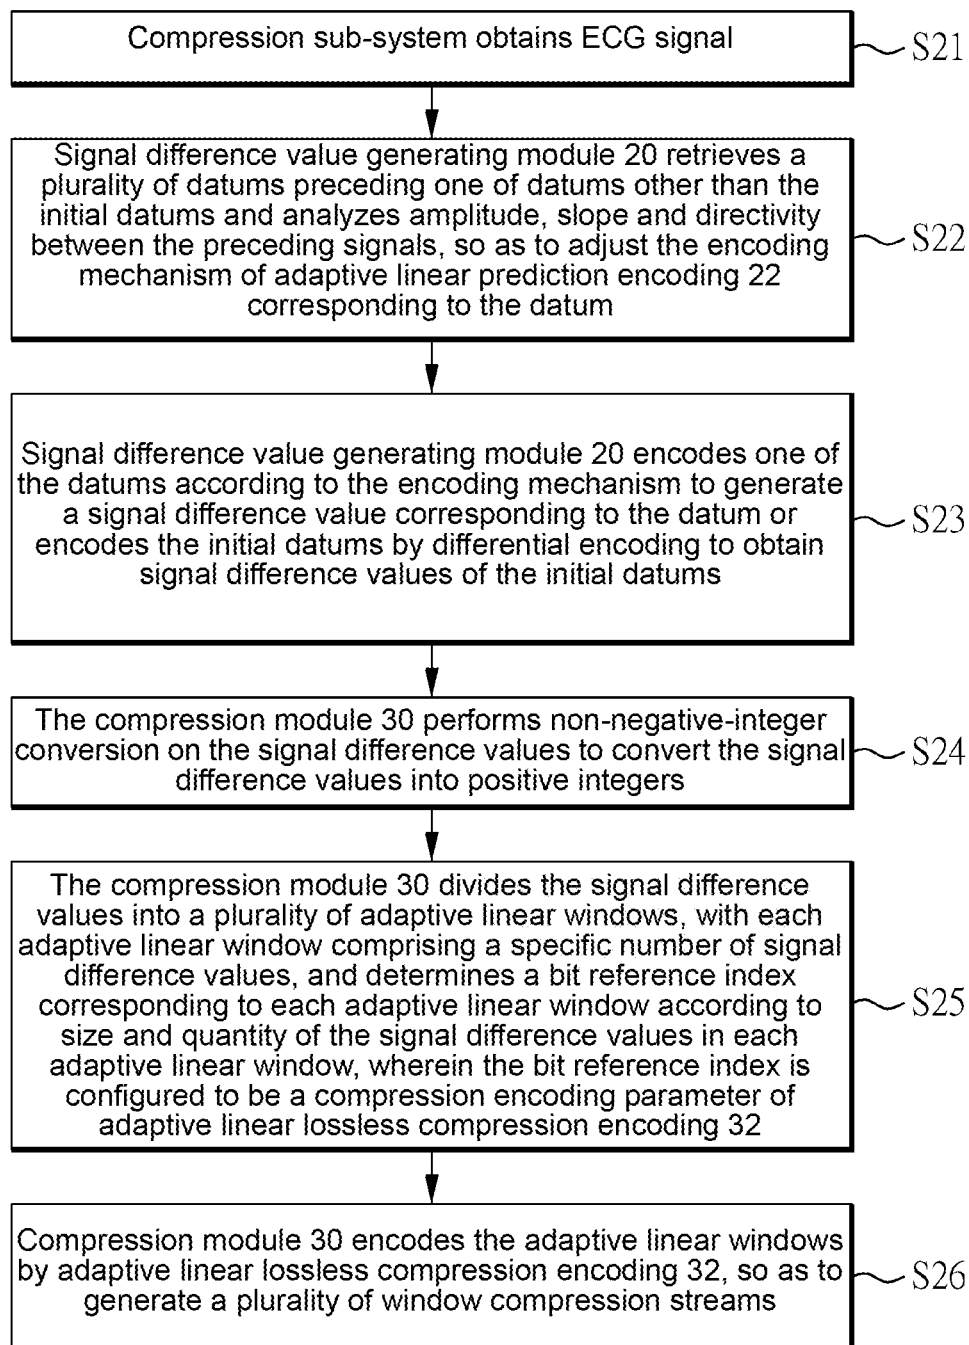 Compression sub-system obtains ECG signal
S21
Signal difference value generating module 20 retrieves a
plurality of datums preceding one of datums other than the
initial datums and analyzes amplitude, slope and directivity
between the preceding signals, so as to adjust the encoding
mechanism of adaptive linear prediction encoding 22
corresponding to the datum
S22
Signal difference value generating module 20 encodes one of
the datums according to the encoding mechanism to generate
a signal difference value corresponding to the datum or
encodes the initial datums by differential encoding to obtain
signal difference values of the initial datums
S23
The compression module 30 performs non-negative-integer
conversion on the signal difference values to convert the signal
difference values into positive integers
S24
The compression module 30 divides the signal difference
values into a plurality of adaptive linear windows, with each
adaptive linear window comprising a specific number of signal
difference values, and determines a bit reference index
corresponding to each adaptive linear window according to
size and quantity of the signal difference values in each
adaptive linear window, wherein the bit reference index is
configured to be a compression encoding parameter of
adaptive linear lossless compression encoding 32
S25
Compression module 30 encodes the adaptive linear windows
by adaptive linear lossless compression encoding 32, so as to
generate a plurality of window compression streams
S26